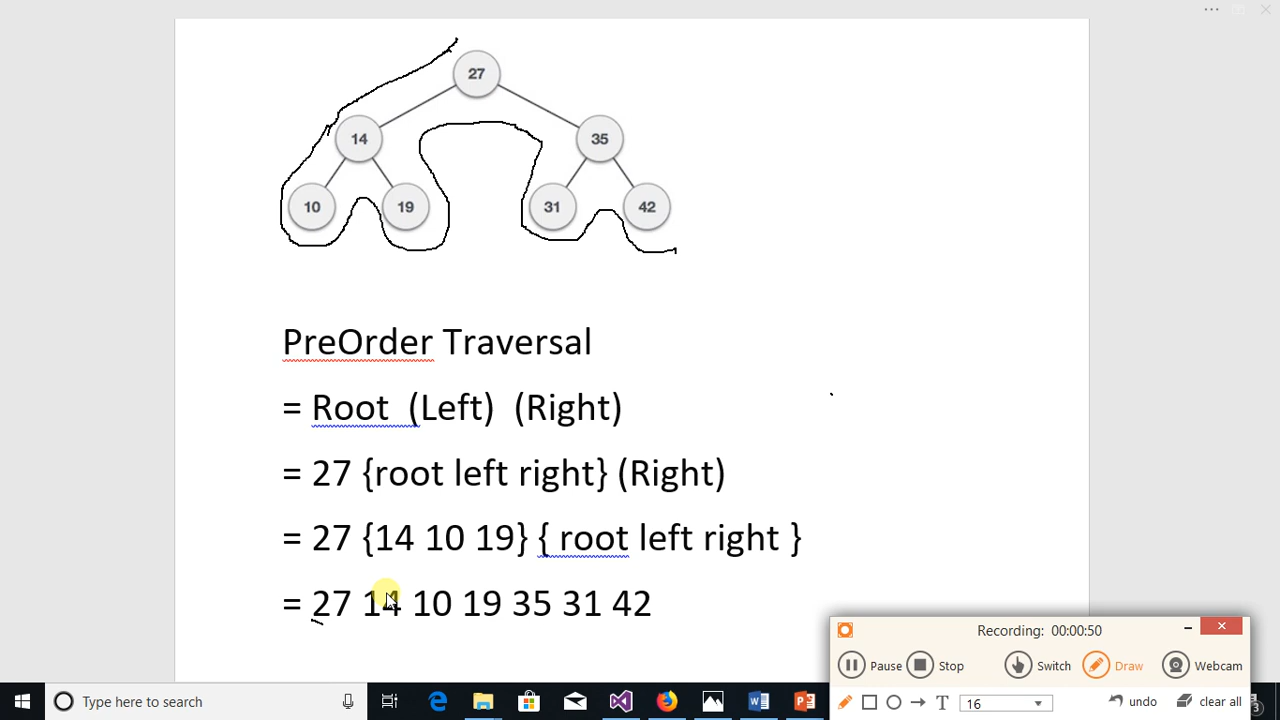 27
14 35
10 19 31 42
PreOrder Traversal
= Root (Left) (Right)
= 27 {root left right} (Right)
= 27 {14 10 19} { root left right }
= 27 14 10 19 35 31 42
Recording: 00:00:50
Pause Stop Switch Draw Webcam
T 16 undo clear all
Type here to search
3